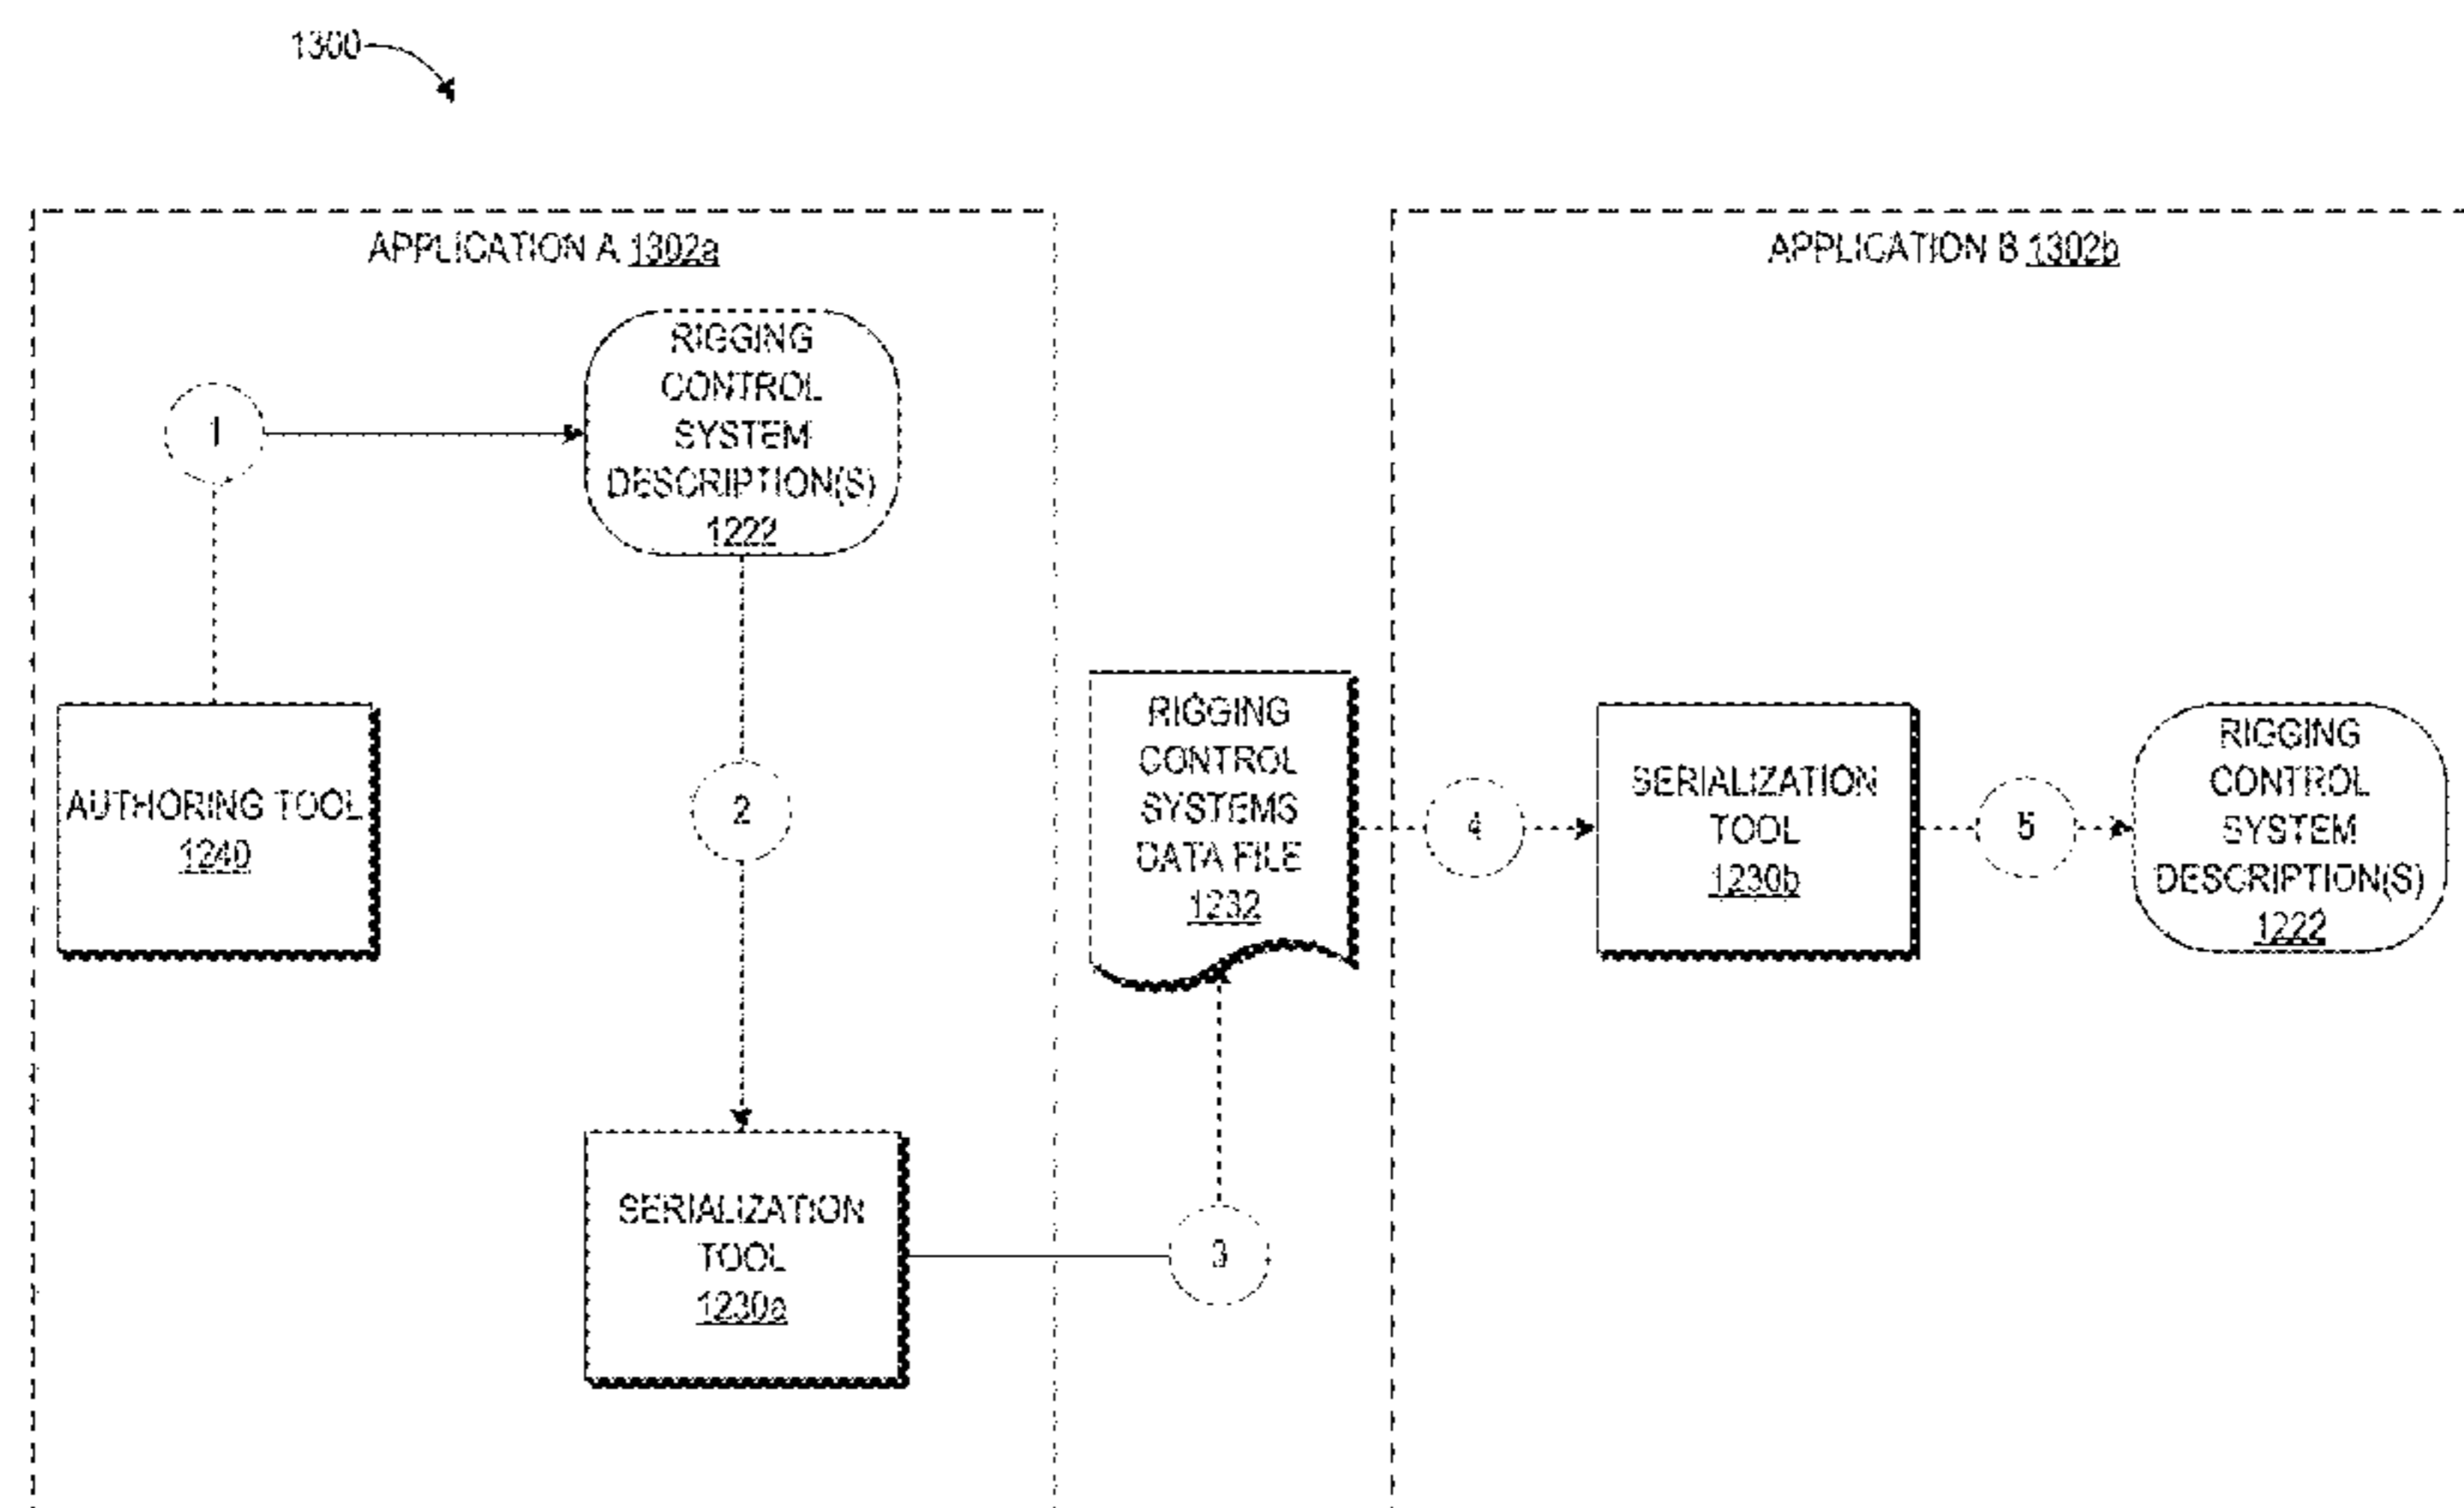 1300
APPLICATION A 1302a
RIGGING
CONTROL
SYSTEM
DESCRIPTION(S)
1222
1
AUTHORING TOOL
1240
2
SERIALIZATION
TOOL
1230a
3
RIGGING
CONTROL
SYSTEMS
DATA FILE
1232
APPLICATION B 1302b
4
SERIALIZATION
TOOL
1230b
5
RIGGING
CONTROL
SYSTEM
DESCRIPTION(S)
1222